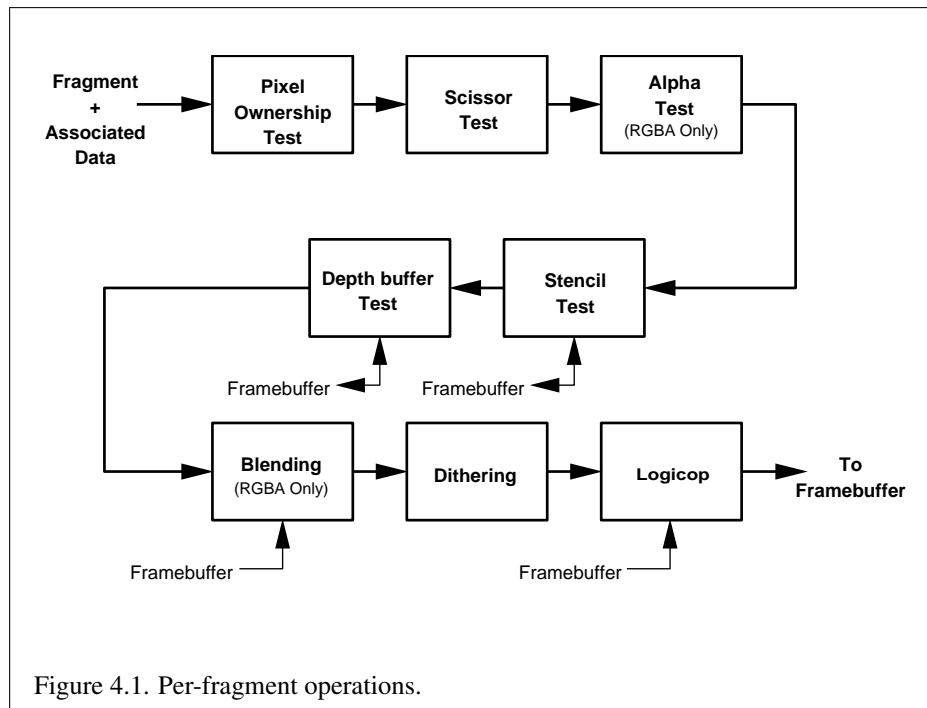 Fragment
+
Associated
Data
Pixel
Ownership
Test
Scissor
Test
Alpha
Test
(RGBA Only)
Depth buffer
Test
Stencil
Test
Framebuffer
Framebuffer
Blending
(RGBA Only)
Dithering
Logicop
To
Framebuffer
Framebuffer
Framebuffer
Figure 4.1. Per-fragment operations.